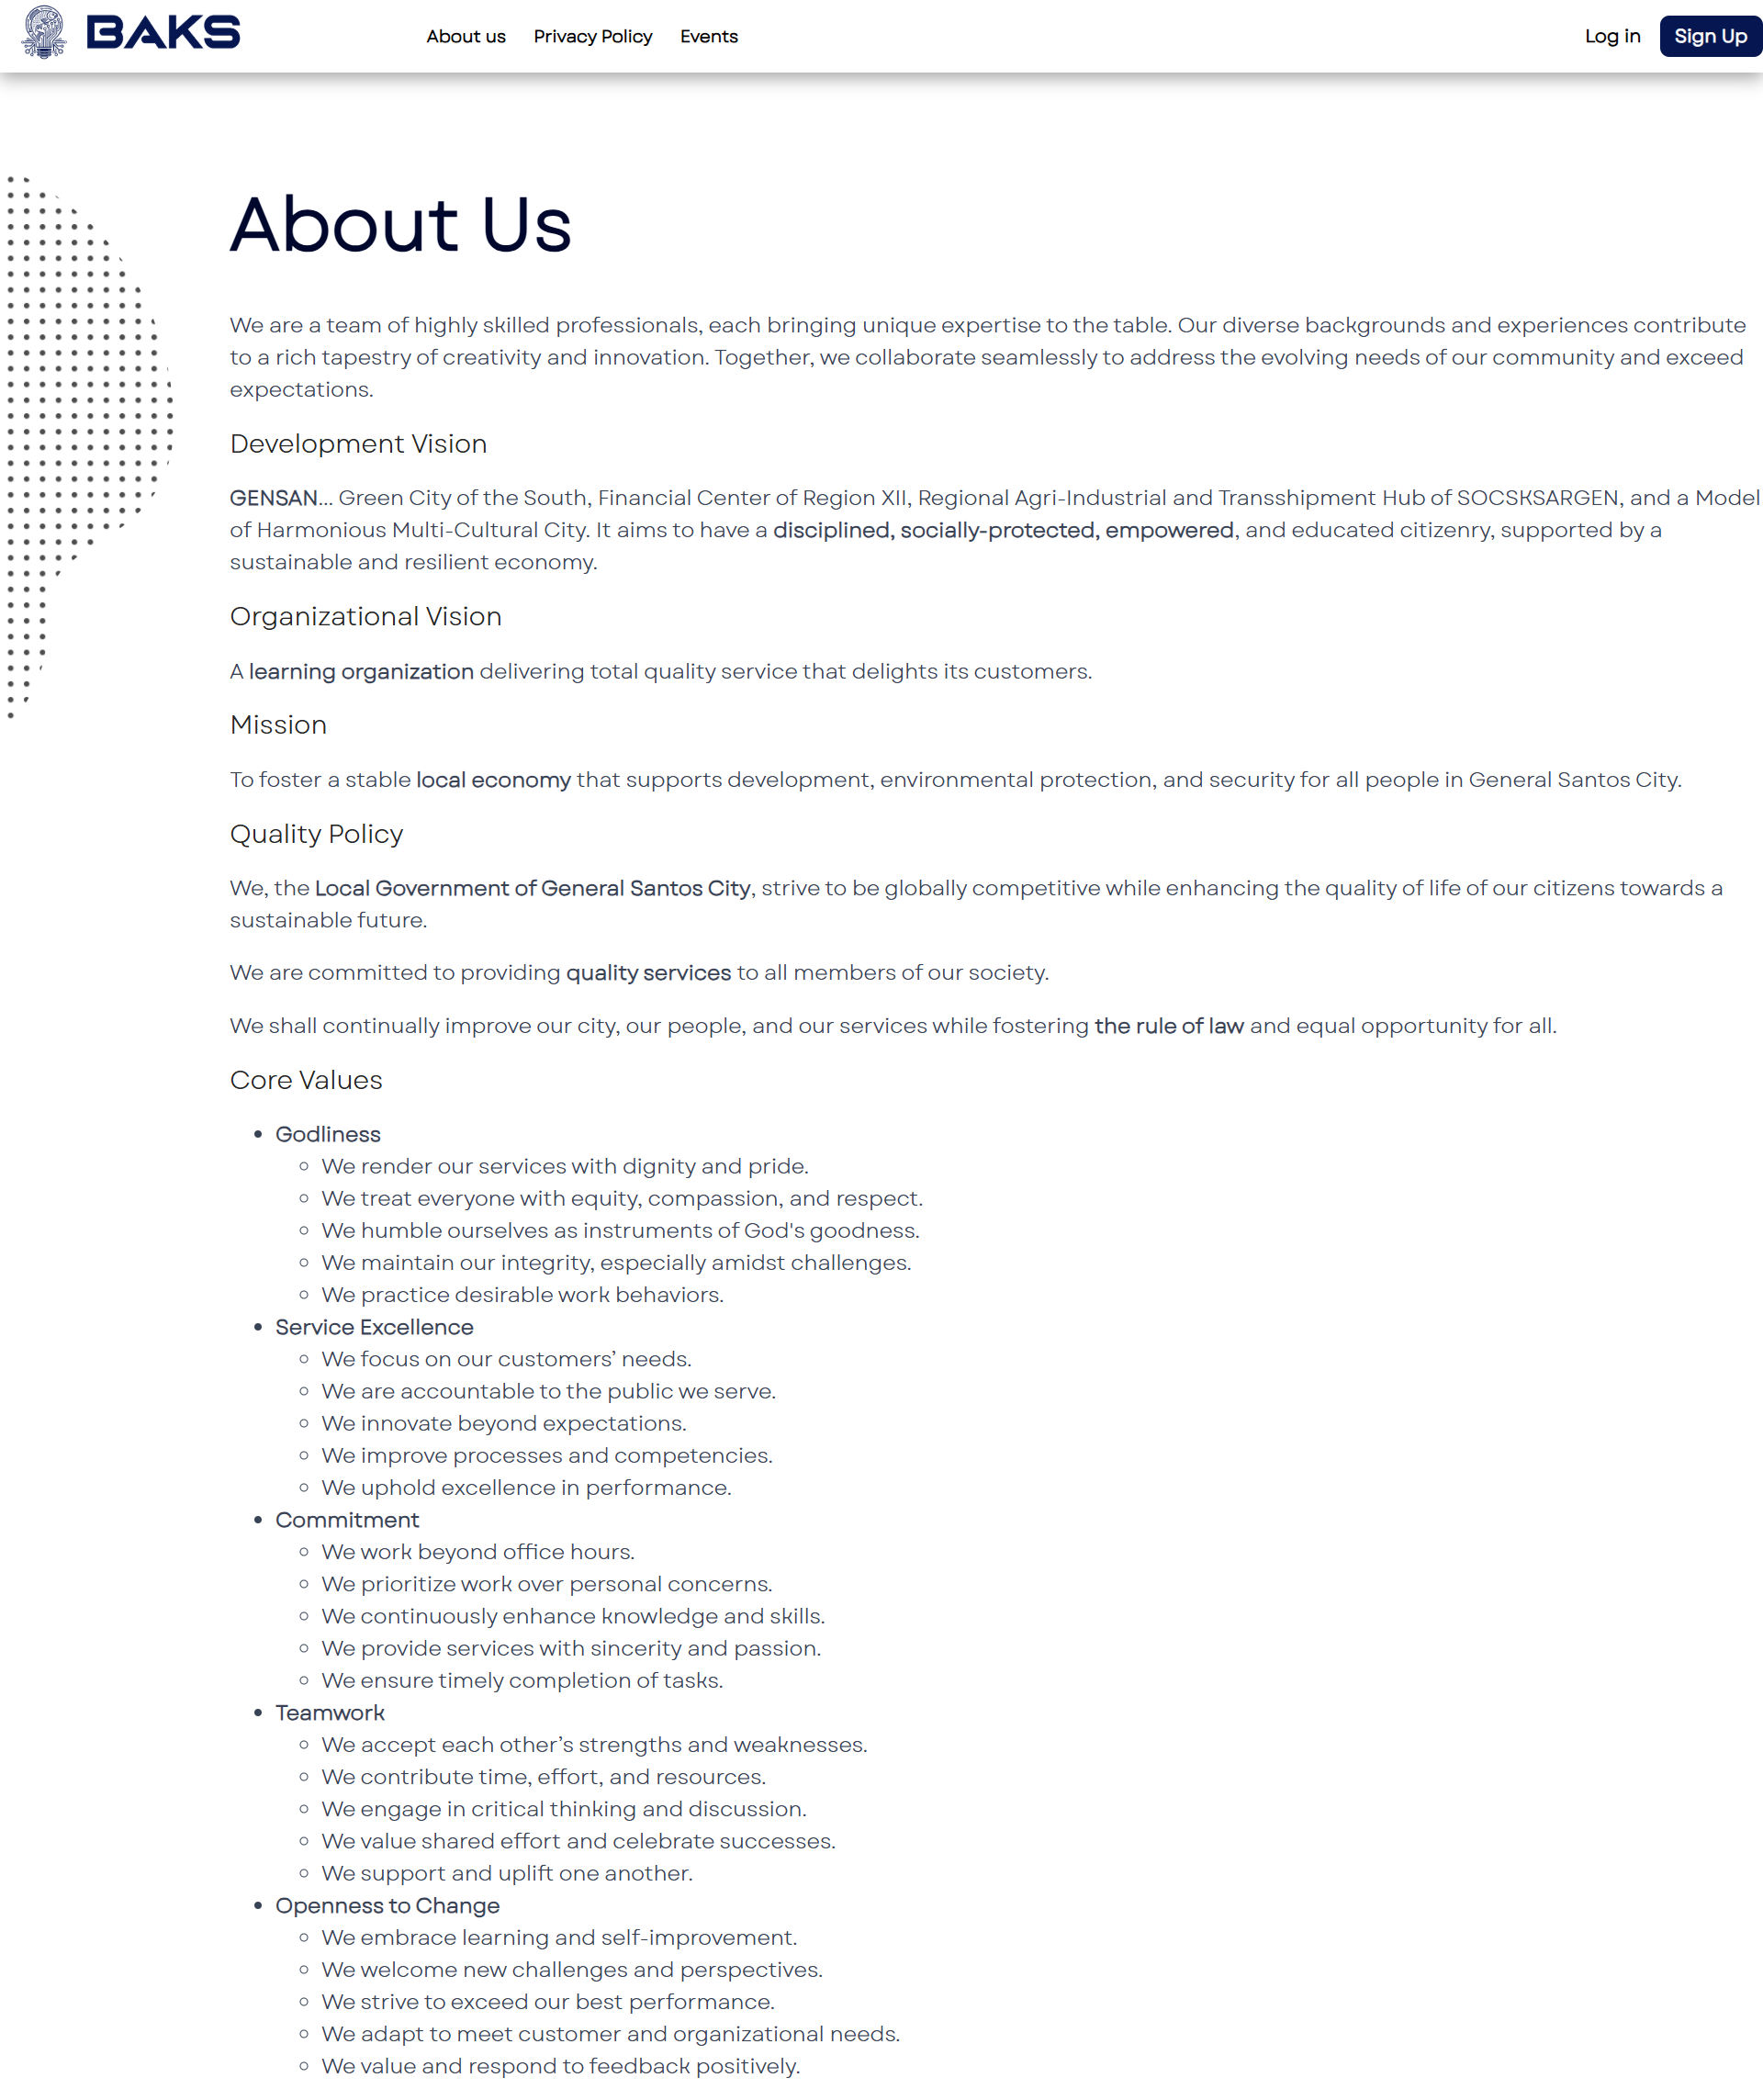 BAKS
About us Privacy Policy Events
Log in Sign Up
About Us
We are a team of highly skilled professionals, each bringing unique expertise to the table. Our diverse backgrounds and experiences contribute
to a rich tapestry of creativity and innovation. Together, we collaborate seamlessly to address the evolving needs of our community and exceed
expectations.
Development Vision
GENSAN... Green City of the South, Financial Center of Region XII, Regional Agri-Industrial and Transshipment Hub of SOCSKSARGEN, and a Model
of Harmonious Multi-Cultural City. It aims to have a disciplined, socially-protected, empowered, and educated citizenry, supported by a
sustainable and resilient economy.
Organizational Vision
A learning organization delivering total quality service that delights its customers.
Mission
To foster a stable local economy that supports development, environmental protection, and security for all people in General Santos City.
Quality Policy
We, the Local Government of General Santos City, strive to be globally competitive while enhancing the quality of life of our citizens towards a
sustainable future.
We are committed to providing quality services to all members of our society.
We shall continually improve our city, our people, and our services while fostering the rule of law and equal opportunity for all.
Core Values
• Godliness
◦ We render our services with dignity and pride.
◦ We treat everyone with equity, compassion, and respect.
◦ We humble ourselves as instruments of God's goodness.
◦ We maintain our integrity, especially amidst challenges.
◦ We practice desirable work behaviors.
• Service Excellence
◦ We focus on our customers’ needs.
◦ We are accountable to the public we serve.
◦ We innovate beyond expectations.
◦ We improve processes and competencies.
◦ We uphold excellence in performance.
• Commitment
◦ We work beyond office hours.
◦ We prioritize work over personal concerns.
◦ We continuously enhance knowledge and skills.
◦ We provide services with sincerity and passion.
◦ We ensure timely completion of tasks.
• Teamwork
◦ We accept each other’s strengths and weaknesses.
◦ We contribute time, effort, and resources.
◦ We engage in critical thinking and discussion.
◦ We value shared effort and celebrate successes.
◦ We support and uplift one another.
• Openness to Change
◦ We embrace learning and self-improvement.
◦ We welcome new challenges and perspectives.
◦ We strive to exceed our best performance.
◦ We adapt to meet customer and organizational needs.
◦ We value and respond to feedback positively.